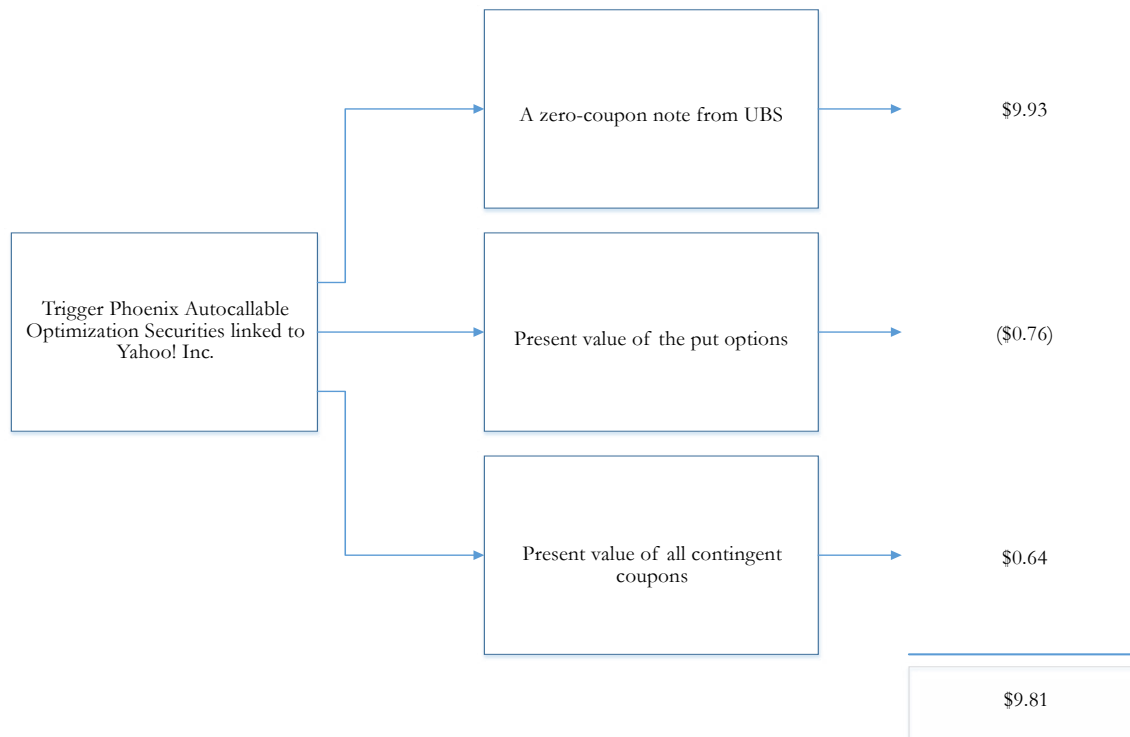 A zero-coupon note from UBS
$9.93
Trigger Phoenix Autocallable
Optimization Securities linked to
Yahoo! Inc.
Present value of the put options
($0.76)
Present value of all contingent
coupons
$0.64
$9.81